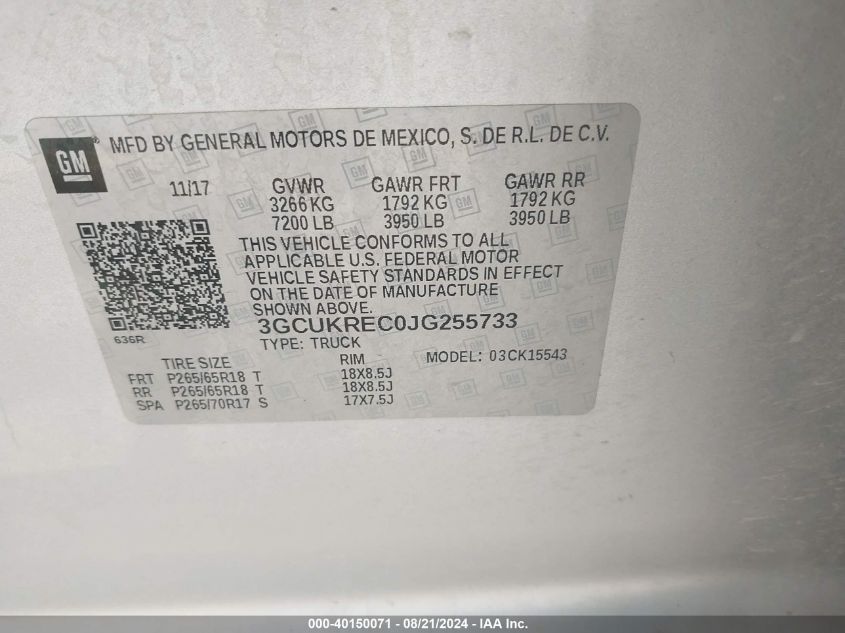 GM
® MFD BY GENERAL MOTORS DE MEXICO, S. DE R.L. DE C.V.
11/17 GVWR GAWR FRT GAWR RR
3266 KG 1792 KG 1792 KG
7200 LB 3950 LB 3950 LB
THIS VEHICLE CONFORMS TO ALL
APPLICABLE U.S. FEDERAL MOTOR
VEHICLE SAFETY STANDARDS IN EFFECT
ON THE DATE OF MANUFACTURE
SHOWN ABOVE.
3GCUKREC0JG255733
636R TYPE: TRUCK MODEL: 03CK15543
TIRE SIZE RIM
FRT P265/65R18 T 18X8.5J
RR P265/65R18 T 18X8.5J
SPA P265/70R17 S 17X7.5J
000-40150071 - 08/21/2024 - IAA Inc.